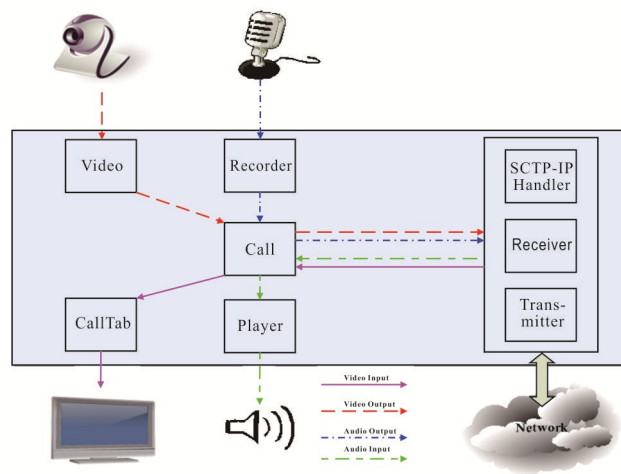 Video
Recorder
SCTP-IP
Handler
Call
Receiver
CallTab
Player
Trans-
mitter
Video Input
Video Output
Audio Output
Audio Input
Network